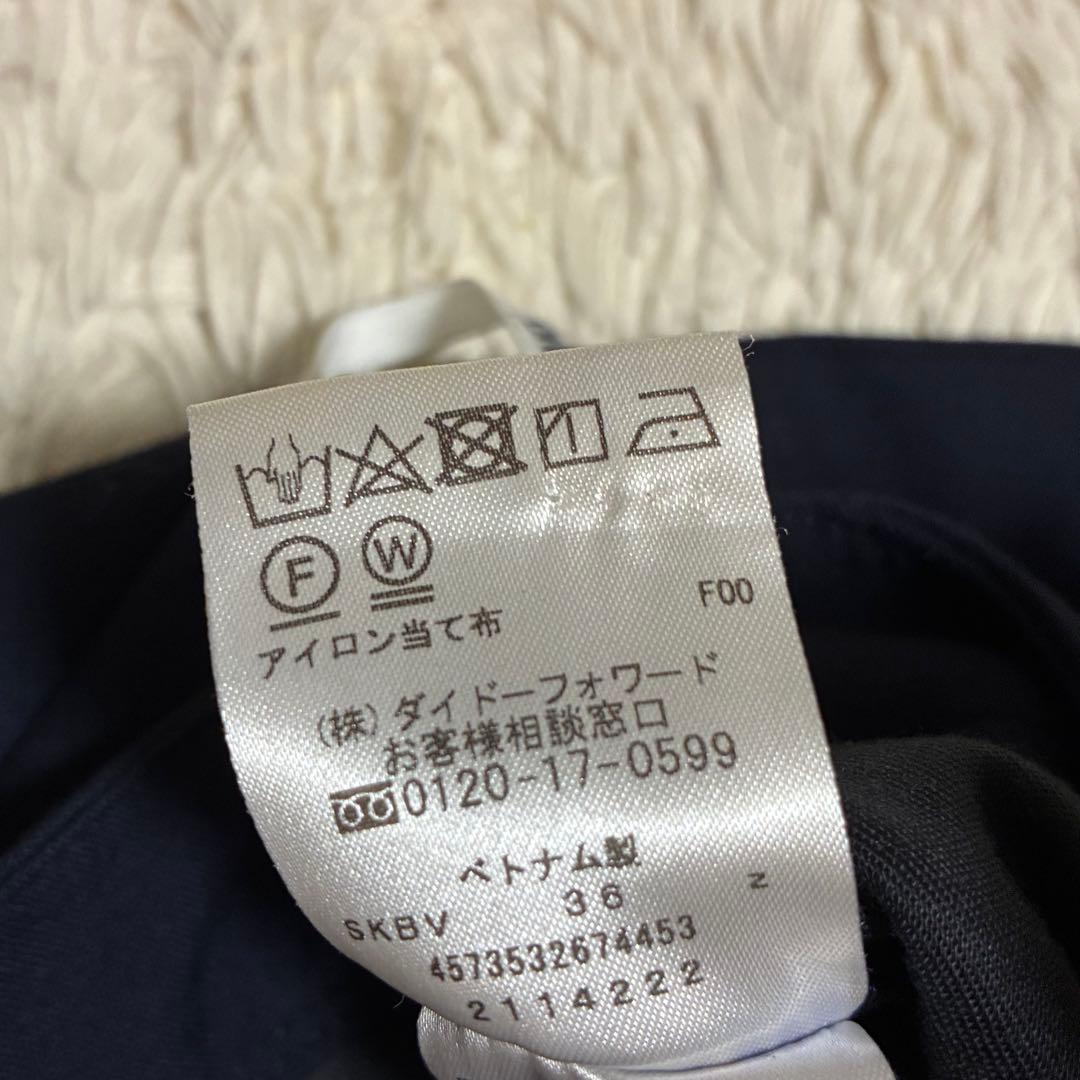 F
W
F00
アイロン当て布
(株)ダイドーフォワード
お客様相談窓口
0120-17-0599
ベトナム製
SKBV 36 N
4573532674453
2114222